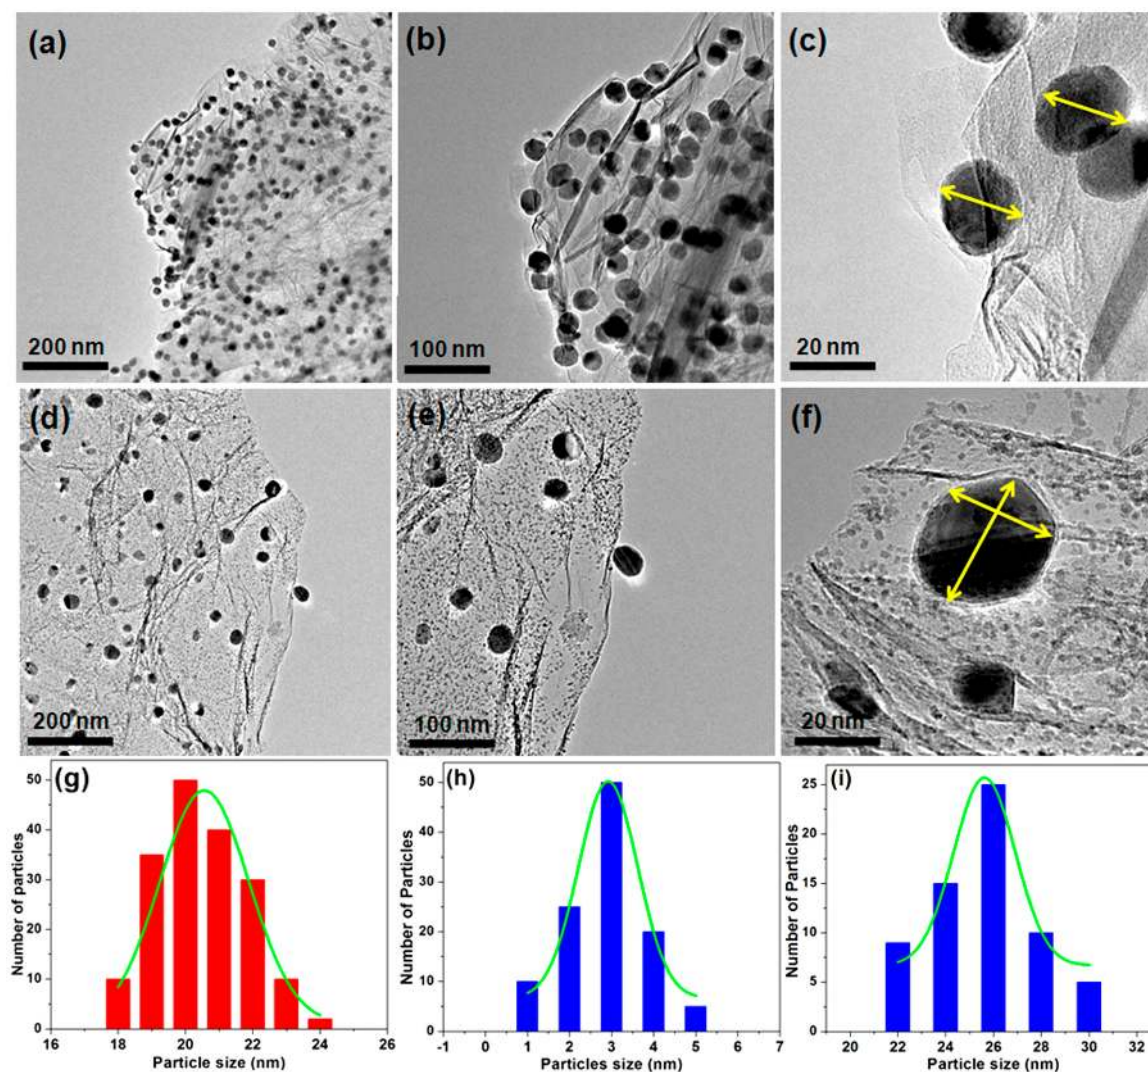 (a)
200 nm
(b)
100 nm
(c)
20 nm
(d)
200 nm
(e)
100 nm
(f)
20 nm
(g)
Number of particles
50
40
30
20
10
0
16 18 20 22 24 26
Particle size (nm)
(h)
Number of Particles
50
40
30
20
10
0
-1 0 1 2 3 4 5 6 7
Particles size (nm)
(i)
Number of Particles
25
20
15
10
5
0
20 22 24 26 28 30 32
Particle size (nm)